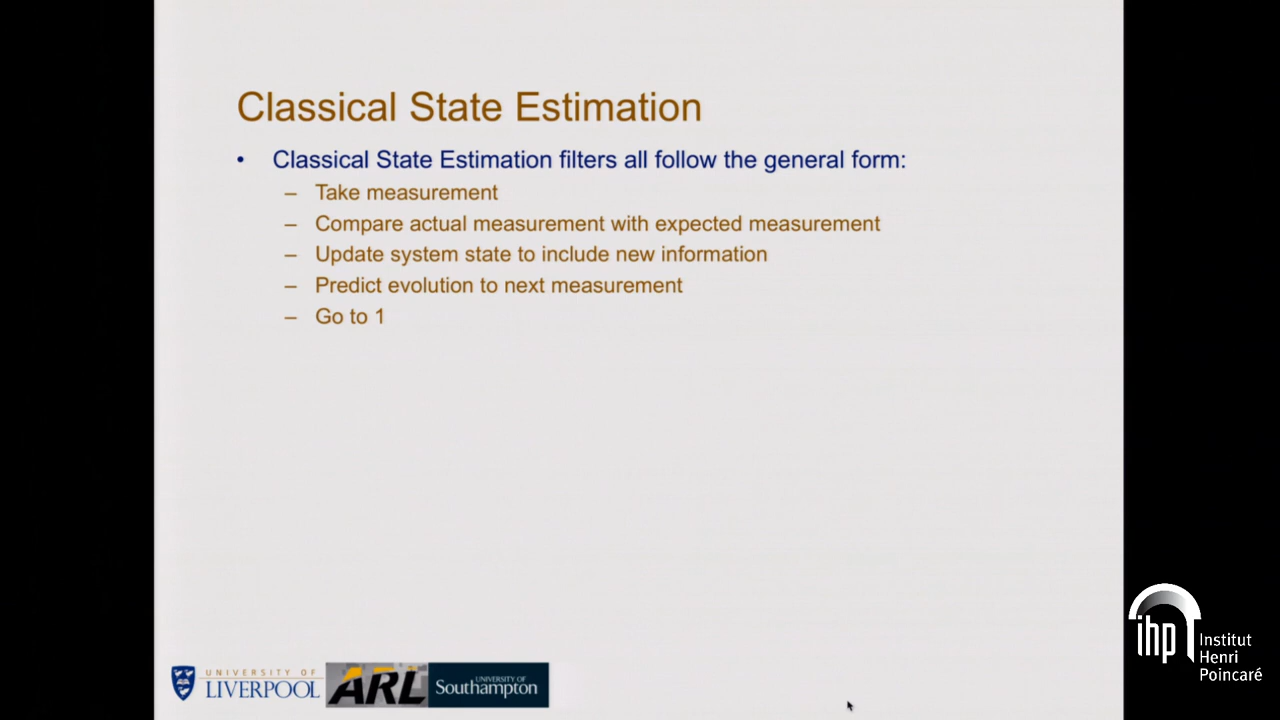 Classical State Estimation
• Classical State Estimation filters all follow the general form:
– Take measurement
– Compare actual measurement with expected measurement
– Update system state to include new information
– Predict evolution to next measurement
– Go to 1
UNIVERSITY OF
LIVERPOOL
ARL
UNIVERSITY OF
Southampton
ihp
Institut
Henri
Poincaré